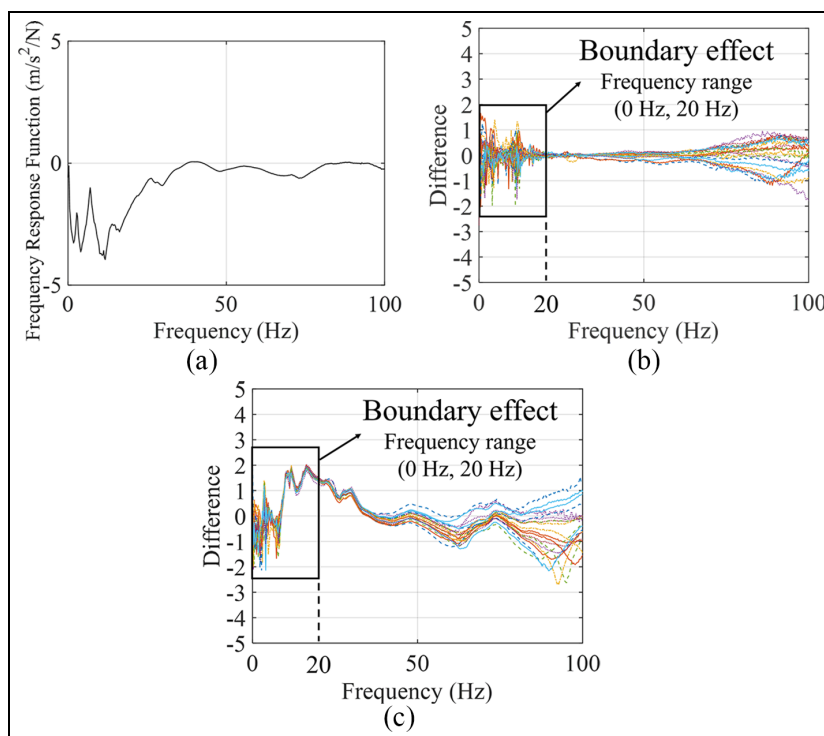 Frequency Response Function (m/s²/N)
5
0
-5
0
50
100
Frequency (Hz)
(a)
Difference
5
4
3
2
1
0
-1
-2
-3
-4
-5
Boundary effect
Frequency range
(0 Hz, 20 Hz)
0
20
50
100
Frequency (Hz)
(b)
Difference
5
4
3
2
1
0
-1
-2
-3
-4
-5
Boundary effect
Frequency range
(0 Hz, 20 Hz)
0
20
50
100
Frequency (Hz)
(c)